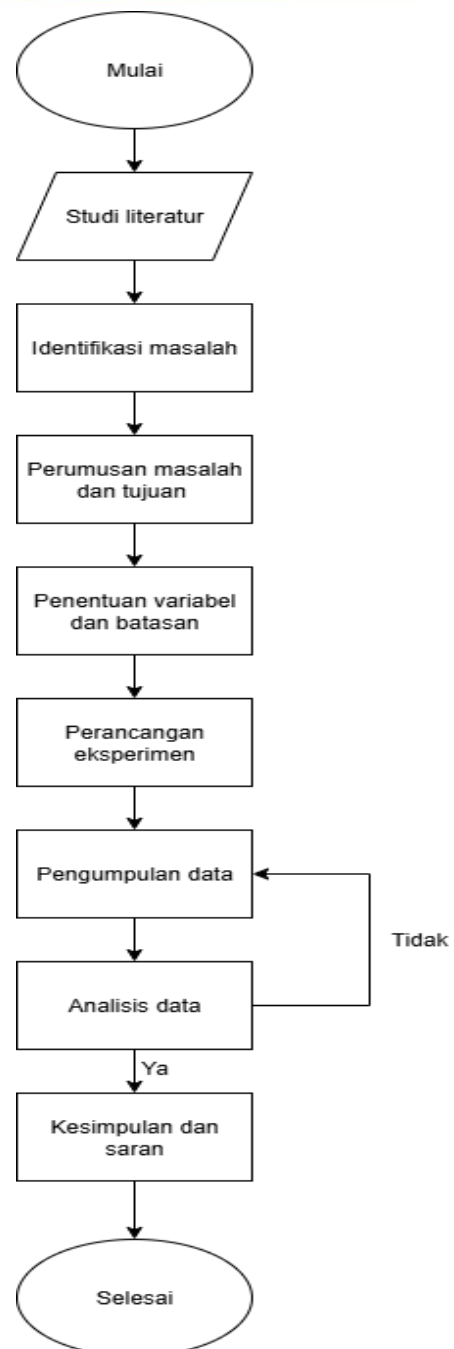 Mulai
Studi literatur
Identifikasi masalah
Perumusan masalah
dan tujuan
Penentuan variabel
dan batasan
Perancangan
eksperimen
Pengumpulan data
Tidak
Analisis data
Ya
Kesimpulan dan
saran
Selesai